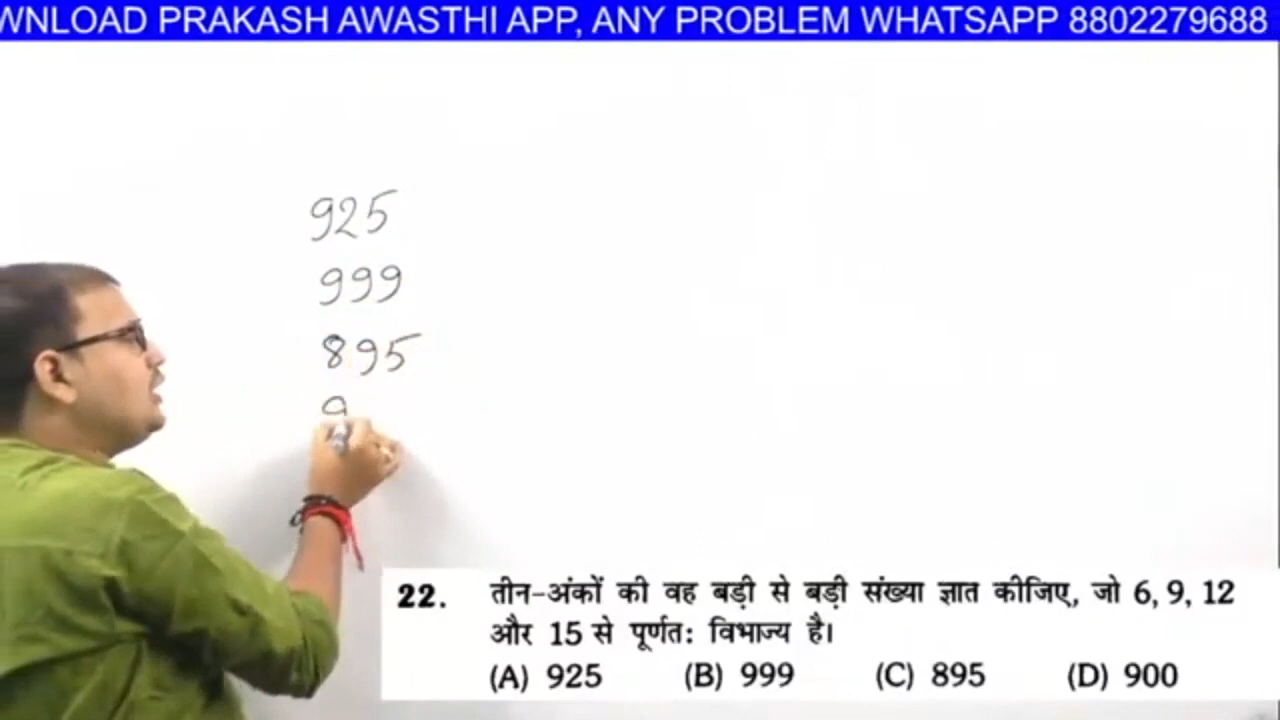 WNLOAD PRAKASH AWASTHI APP, ANY PROBLEM WHATSAPP 8802279688
925
999
895
9
22. तीन-अंकों की वह बड़ी से बड़ी संख्या ज्ञात कीजिए, जो 6, 9, 12
और 15 से पूर्णत: विभाज्य है।
(A) 925 (B) 999 (C) 895 (D) 900